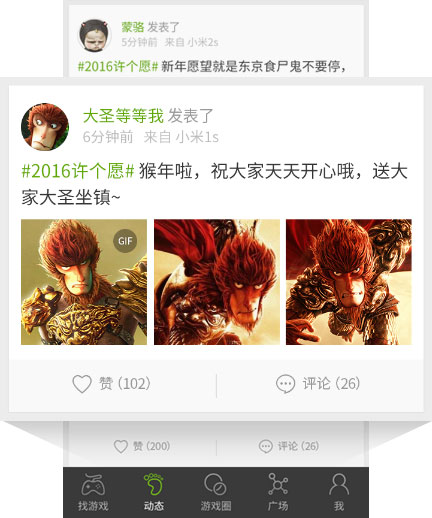 蒙骆 发表了
5分钟前 来自 小米2s
#2016许个愿# 新年愿望就是东京食尸鬼不要停，
大圣等等我 发表了
6分钟前 来自 小米1s
#2016许个愿# 猴年啦，祝大家天天开心哦，送大
家大圣坐镇~
GIF
赞（102） 评论（26）
赞（200） 评论（26）
找游戏 动态 游戏圈 广场 我